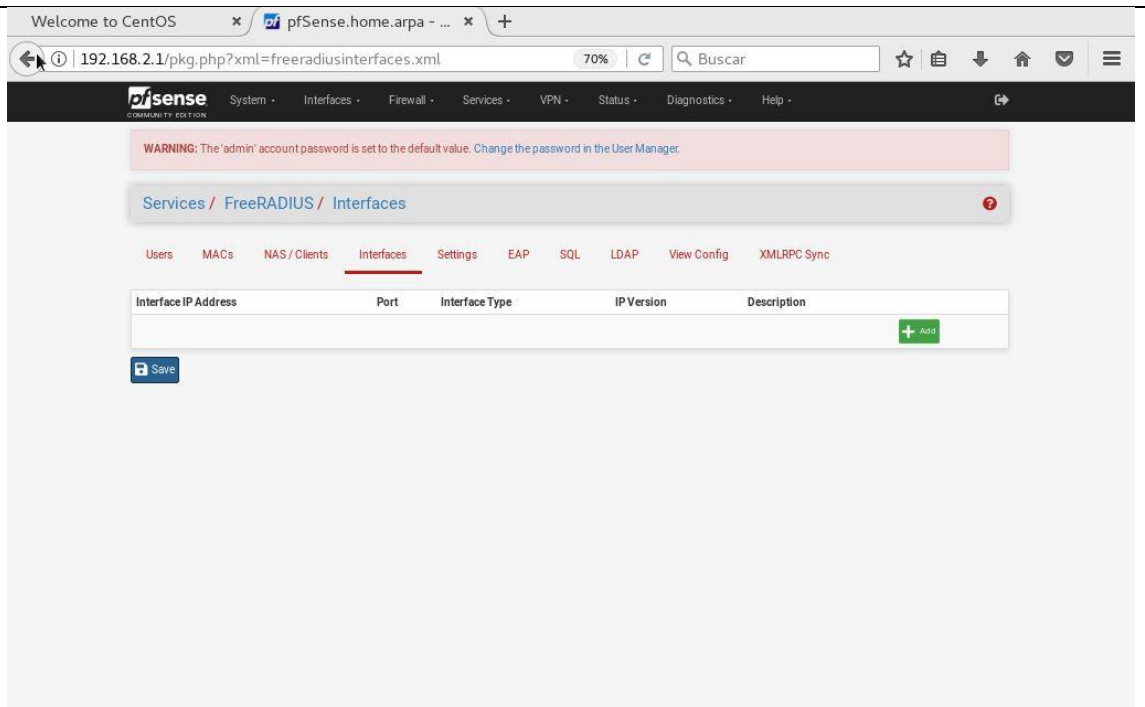 Welcome to CentOS × pfSense.home.arpa - ... × +
192.168.2.1/pkg.php?xml=freeradiusinterfaces.xml 70% Buscar
pfsense System Interfaces Firewall Services VPN Status Diagnostics Help
COMMUNITY EDITION
WARNING: The 'admin' account password is set to the default value. Change the password in the User Manager.
Services / FreeRADIUS / Interfaces
Users MACs NAS / Clients Interfaces Settings EAP SQL LDAP View Config XMLRPC Sync
Interface IP Address Port Interface Type IP Version Description
Add
Save